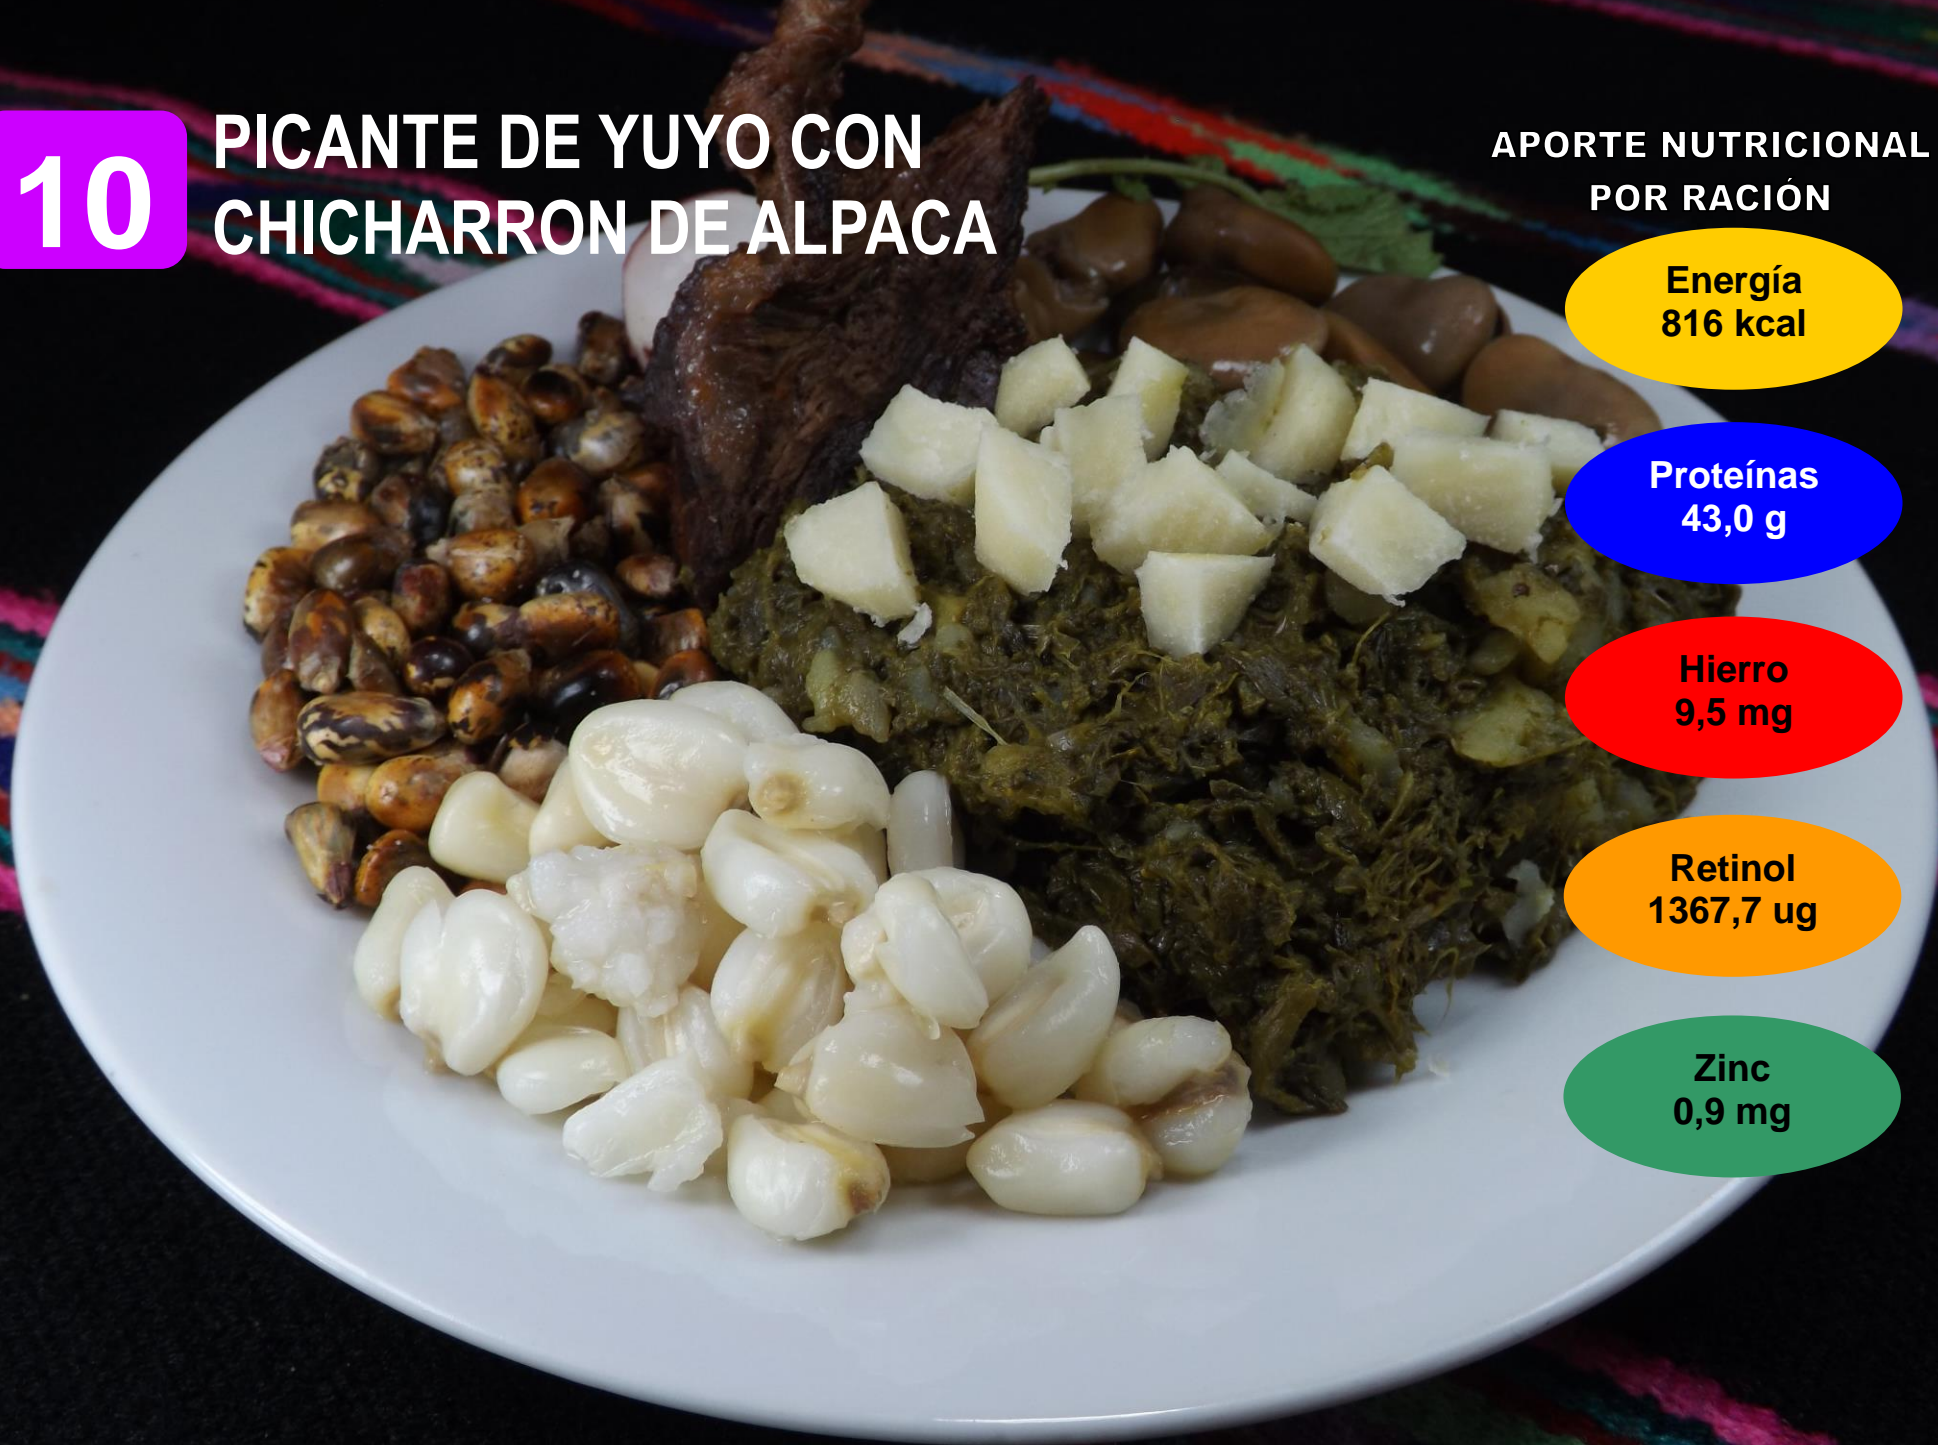 10
PICANTE DE YUYO CON
CHICHARRON DE ALPACA
APORTE NUTRICIONAL
POR RACIÓN
Energía
816 kcal
Proteínas
43,0 g
Hierro
9,5 mg
Retinol
1367,7 ug
Zinc
0,9 mg